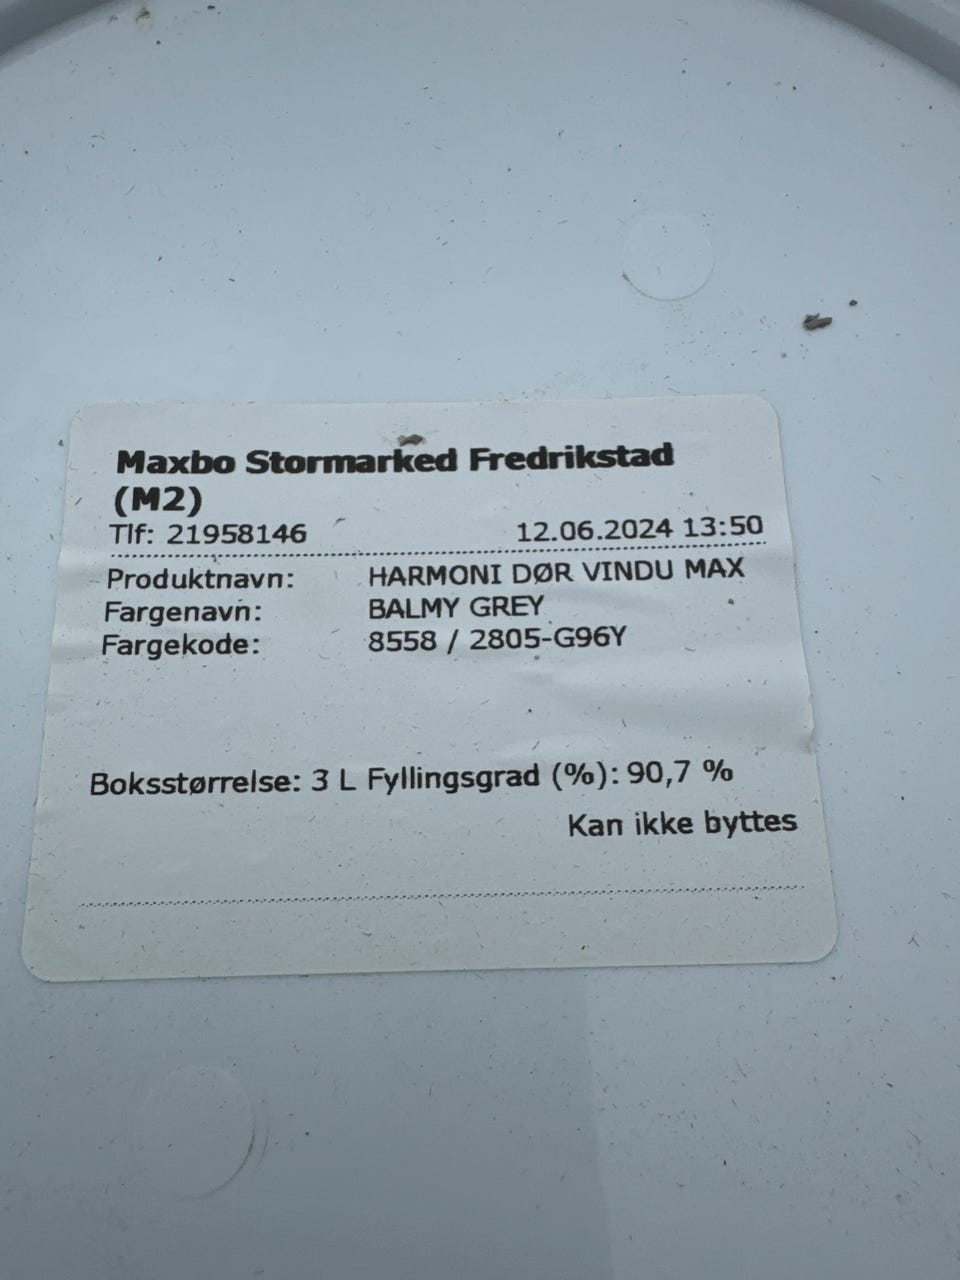 Maxbo Stormarked Fredrikstad
(M2)
Tlf: 21958146 12.06.2024 13:50
Produktnavn: HARMONI DØR VINDU MAX
Fargenavn: BALMY GREY
Fargekode: 8558 / 2805-G96Y
Boksstørrelse: 3 L Fyllingsgrad (%): 90,7 %
Kan ikke byttes